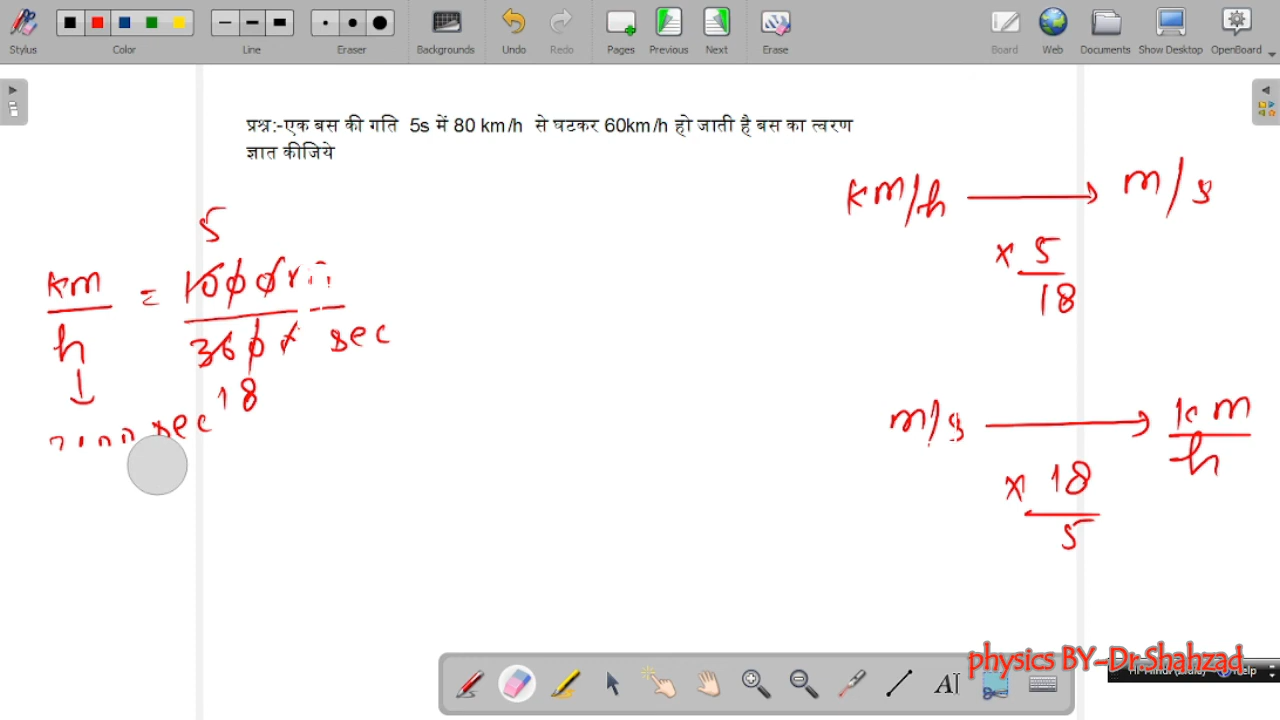 Stylus Color Line Eraser Backgrounds Undo Redo Pages Previous Next Erase Board Web Documents Show Desktop OpenBoard
प्रश्न:-एक बस की गति 5s में 80 km/h से घटकर 60km/h हो जाती है बस का त्वरण
ज्ञात कीजिये
km/h → m/s
× 5
18
5
km = 1000 m
h 3600 sec
18
sec
m/s → km
h
× 18
5
physics BY-Dr.Shahzad